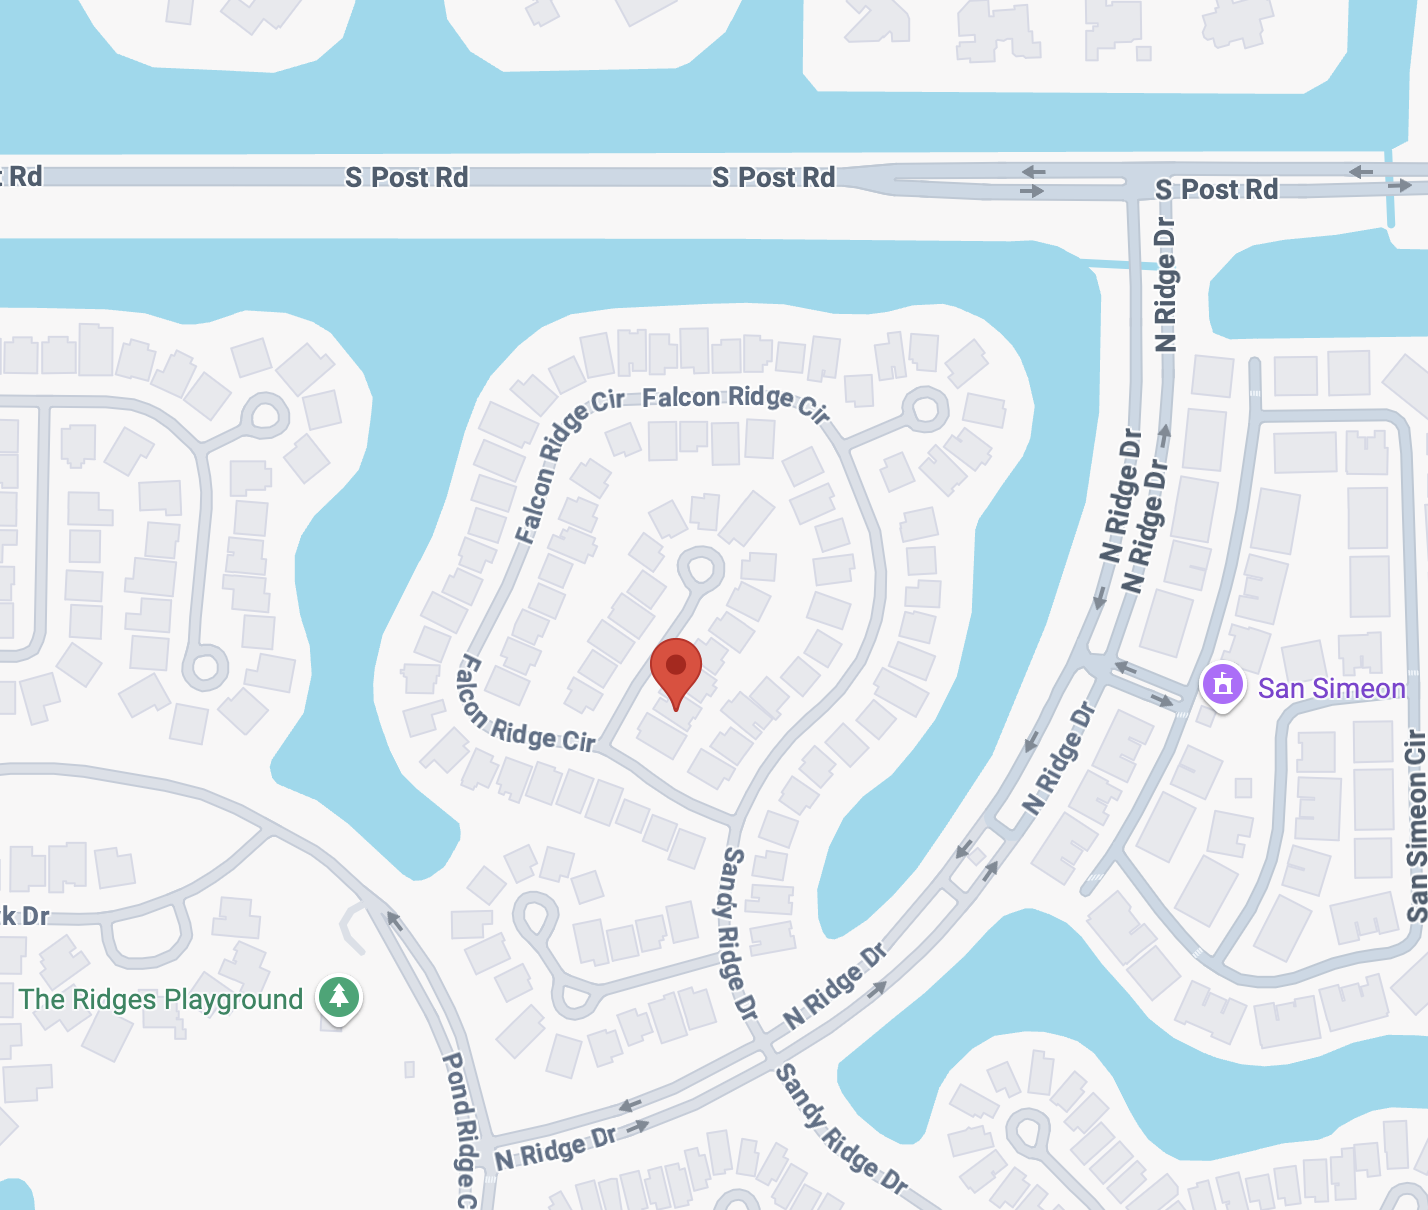 Rd
S Post Rd
S Post Rd
S Post Rd
N Ridge Dr
Falcon Ridge Cir
Falcon Ridge Cir
Falcon Ridge Cir
N Ridge Dr
N Ridge Dr
San Simeon
Falcon Ridge Cir
N Ridge Dr
San Simeon Cir
Sandy Ridge Dr
k Dr
N Ridge Dr
The Ridges Playground
Pond Ridge C
Sandy Ridge Dr
N Ridge Dr